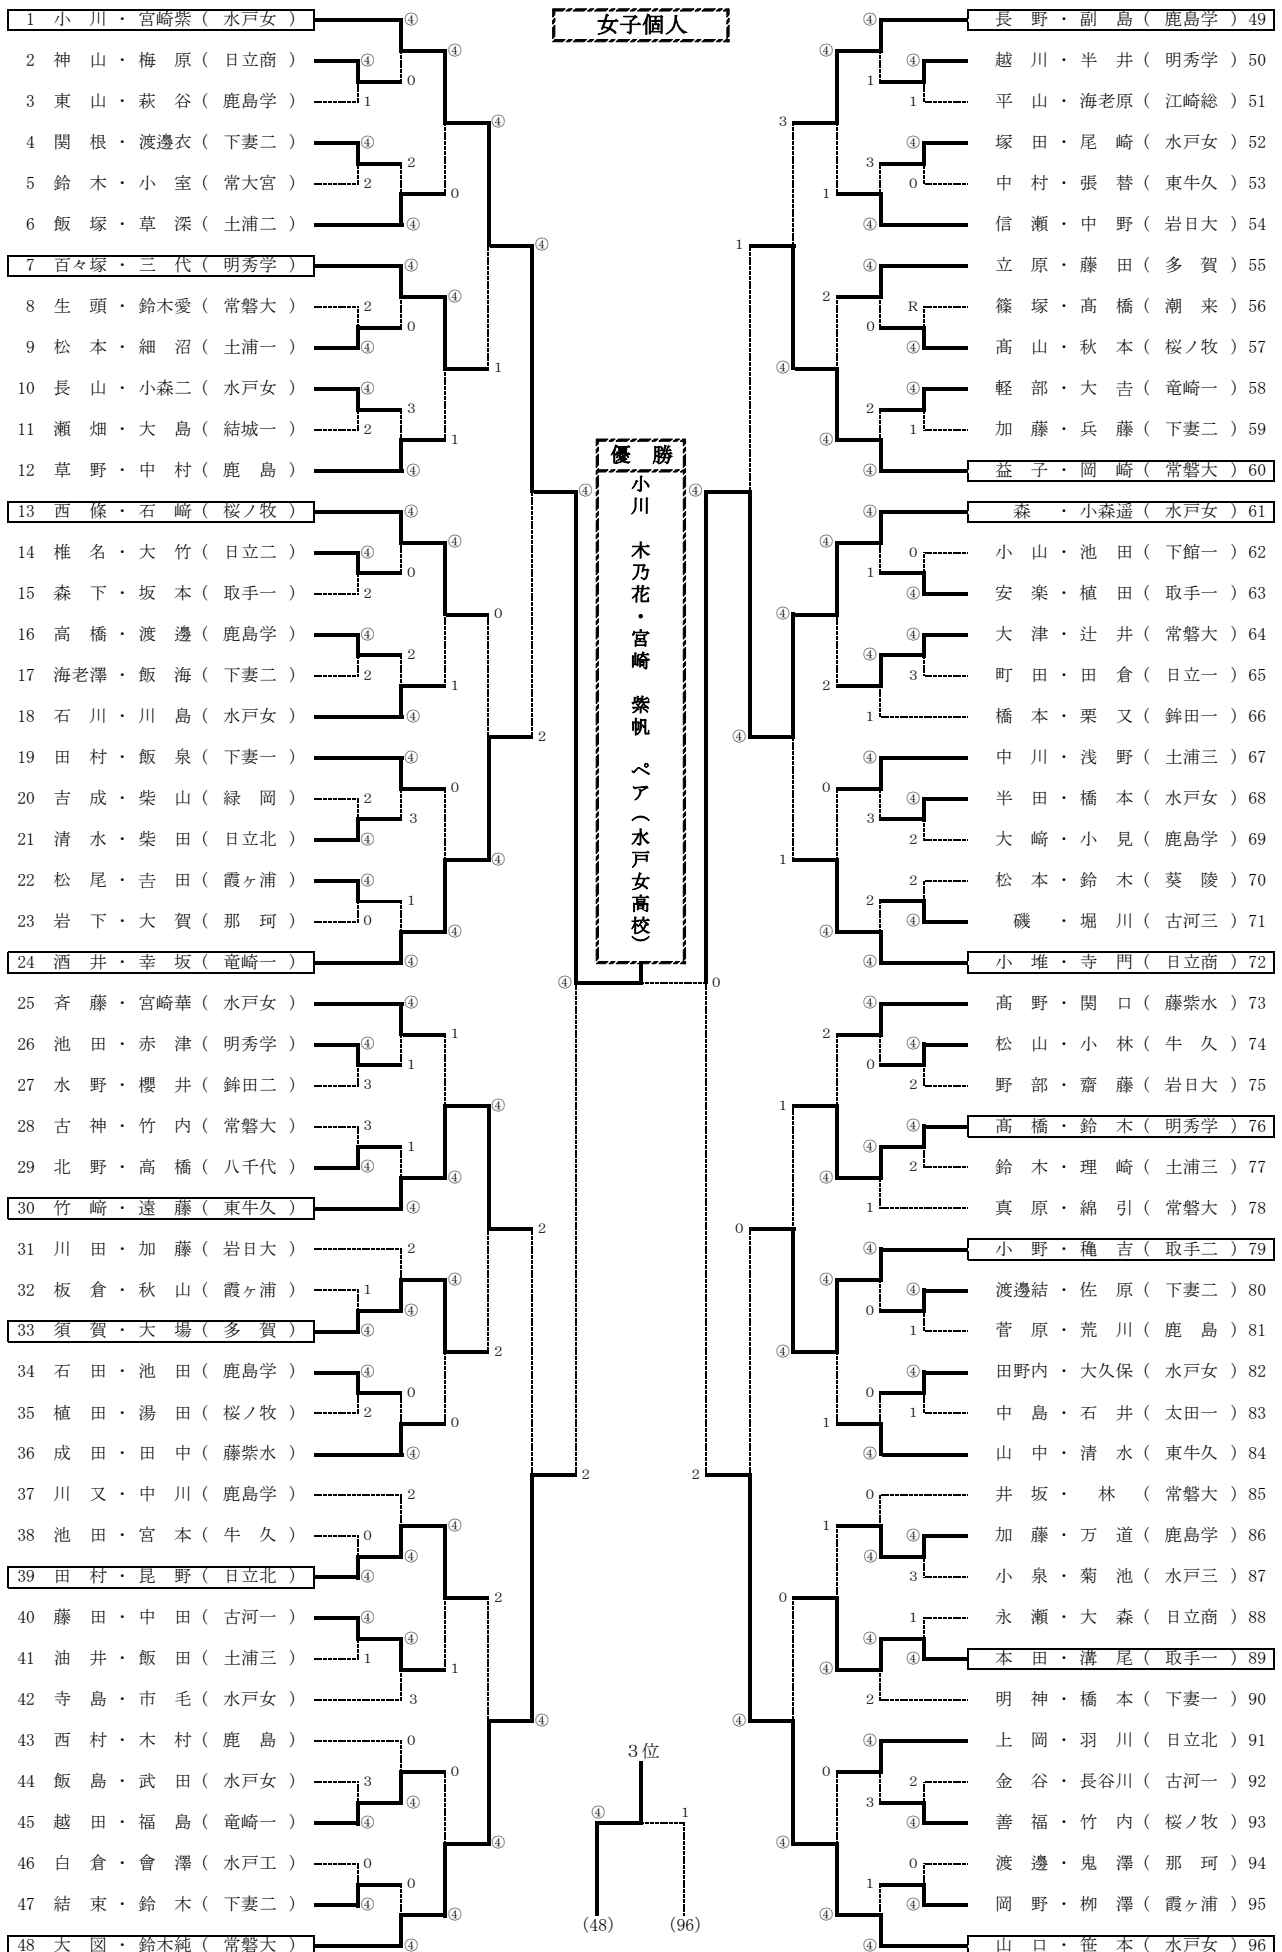 女子個人
1 小 川 ・ 宮崎紫 ( 水戸女 )
2 神 山 ・ 梅 原 ( 日立商 )
3 東 山 ・ 萩 谷 ( 鹿島学 )
4 関 根 ・ 渡邊衣 ( 下妻二 )
5 鈴 木 ・ 小 室 ( 常大宮 )
6 飯 塚 ・ 草 深 ( 土浦二 )
7 百々塚 ・ 三 代 ( 明秀学 )
8 生 頭 ・ 鈴木愛 ( 常磐大 )
9 松 本 ・ 細 沼 ( 土浦一 )
10 長 山 ・ 小森二 ( 水戸女 )
11 瀬 畑 ・ 大 島 ( 結城一 )
12 草 野 ・ 中 村 ( 鹿 島 )
13 西 條 ・ 石 﨑 ( 桜ノ牧 )
14 椎 名 ・ 大 竹 ( 日立二 )
15 森 下 ・ 坂 本 ( 取手一 )
16 高 橋 ・ 渡 邊 ( 鹿島学 )
17 海老澤 ・ 飯 海 ( 下妻二 )
18 石 川 ・ 川 島 ( 水戸女 )
19 田 村 ・ 飯 泉 ( 下妻一 )
20 吉 成 ・ 柴 山 ( 緑 岡 )
21 清 水 ・ 柴 田 ( 日立北 )
22 松 尾 ・ 吉 田 ( 霞ヶ浦 )
23 岩 下 ・ 大 賀 ( 那 珂 )
24 酒 井 ・ 幸 坂 ( 竜崎一 )
25 斉 藤 ・ 宮崎華 ( 水戸女 )
26 池 田 ・ 赤 津 ( 明秀学 )
27 水 野 ・ 櫻 井 ( 鉾田二 )
28 古 神 ・ 竹 内 ( 常磐大 )
29 北 野 ・ 高 橋 ( 八千代 )
30 竹 﨑 ・ 遠 藤 ( 東牛久 )
31 川 田 ・ 加 藤 ( 岩日大 )
32 板 倉 ・ 秋 山 ( 霞ヶ浦 )
33 須 賀 ・ 大 場 ( 多 賀 )
34 石 田 ・ 池 田 ( 鹿島学 )
35 植 田 ・ 湯 田 ( 桜ノ牧 )
36 成 田 ・ 田 中 ( 藤紫水 )
37 川 又 ・ 中 川 ( 鹿島学 )
38 池 田 ・ 宮 本 ( 牛 久 )
39 田 村 ・ 昆 野 ( 日立北 )
40 藤 田 ・ 中 田 ( 古河一 )
41 油 井 ・ 飯 田 ( 土浦三 )
42 寺 島 ・ 市 毛 ( 水戸女 )
43 西 村 ・ 木 村 ( 鹿 島 )
44 飯 島 ・ 武 田 ( 水戸女 )
45 越 田 ・ 福 島 ( 竜崎一 )
46 白 倉 ・ 會 澤 ( 水戸工 )
47 結 束 ・ 鈴 木 ( 下妻二 )
48 大 図 ・ 鈴木純 ( 常磐大 )
優 勝
小川 木乃花・宮崎 紫帆 ペア(水戸女高校)
3位
④ 1
(48) (96)
長 野 ・ 副 島 ( 鹿島学 ) 49
越 川 ・ 半 井 ( 明秀学 ) 50
平 山 ・ 海老原 ( 江崎総 ) 51
塚 田 ・ 尾 崎 ( 水戸女 ) 52
中 村 ・ 張 替 ( 東牛久 ) 53
信 瀬 ・ 中 野 ( 岩日大 ) 54
立 原 ・ 藤 田 ( 多 賀 ) 55
篠 塚 ・ 髙 橋 ( 潮 来 ) 56
髙 山 ・ 秋 本 ( 桜ノ牧 ) 57
軽 部 ・ 大 吉 ( 竜崎一 ) 58
加 藤 ・ 兵 藤 ( 下妻二 ) 59
益 子 ・ 岡 崎 ( 常磐大 ) 60
森 ・ 小森遥 ( 水戸女 ) 61
小 山 ・ 池 田 ( 下館一 ) 62
安 楽 ・ 植 田 ( 取手一 ) 63
大 津 ・ 辻 井 ( 常磐大 ) 64
町 田 ・ 田 倉 ( 日立一 ) 65
橋 本 ・ 栗 又 ( 鉾田一 ) 66
中 川 ・ 浅 野 ( 土浦三 ) 67
半 田 ・ 橋 本 ( 水戸女 ) 68
大 﨑 ・ 小 見 ( 鹿島学 ) 69
松 本 ・ 鈴 木 ( 葵 陵 ) 70
磯 ・ 堀 川 ( 古河三 ) 71
小 堆 ・ 寺 門 ( 日立商 ) 72
髙 野 ・ 関 口 ( 藤紫水 ) 73
松 山 ・ 小 林 ( 牛 久 ) 74
野 部 ・ 齋 藤 ( 岩日大 ) 75
髙 橋 ・ 鈴 木 ( 明秀学 ) 76
鈴 木 ・ 理 崎 ( 土浦三 ) 77
真 原 ・ 綿 引 ( 常磐大 ) 78
小 野 ・ 穐 吉 ( 取手二 ) 79
渡邊結 ・ 佐 原 ( 下妻二 ) 80
菅 原 ・ 荒 川 ( 鹿 島 ) 81
田野内 ・ 大久保 ( 水戸女 ) 82
中 島 ・ 石 井 ( 太田一 ) 83
山 中 ・ 清 水 ( 東牛久 ) 84
井 坂 ・ 林 ( 常磐大 ) 85
加 藤 ・ 万 道 ( 鹿島学 ) 86
小 泉 ・ 菊 池 ( 水戸三 ) 87
永 瀬 ・ 大 森 ( 日立商 ) 88
本 田 ・ 溝 尾 ( 取手一 ) 89
明 神 ・ 橋 本 ( 下妻一 ) 90
上 岡 ・ 羽 川 ( 日立北 ) 91
金 谷 ・ 長谷川 ( 古河一 ) 92
善 福 ・ 竹 内 ( 桜ノ牧 ) 93
渡 邊 ・ 鬼 澤 ( 那 珂 ) 94
岡 野 ・ 栁 澤 ( 霞ヶ浦 ) 95
山 口 ・ 笹 本 ( 水戸女 ) 96